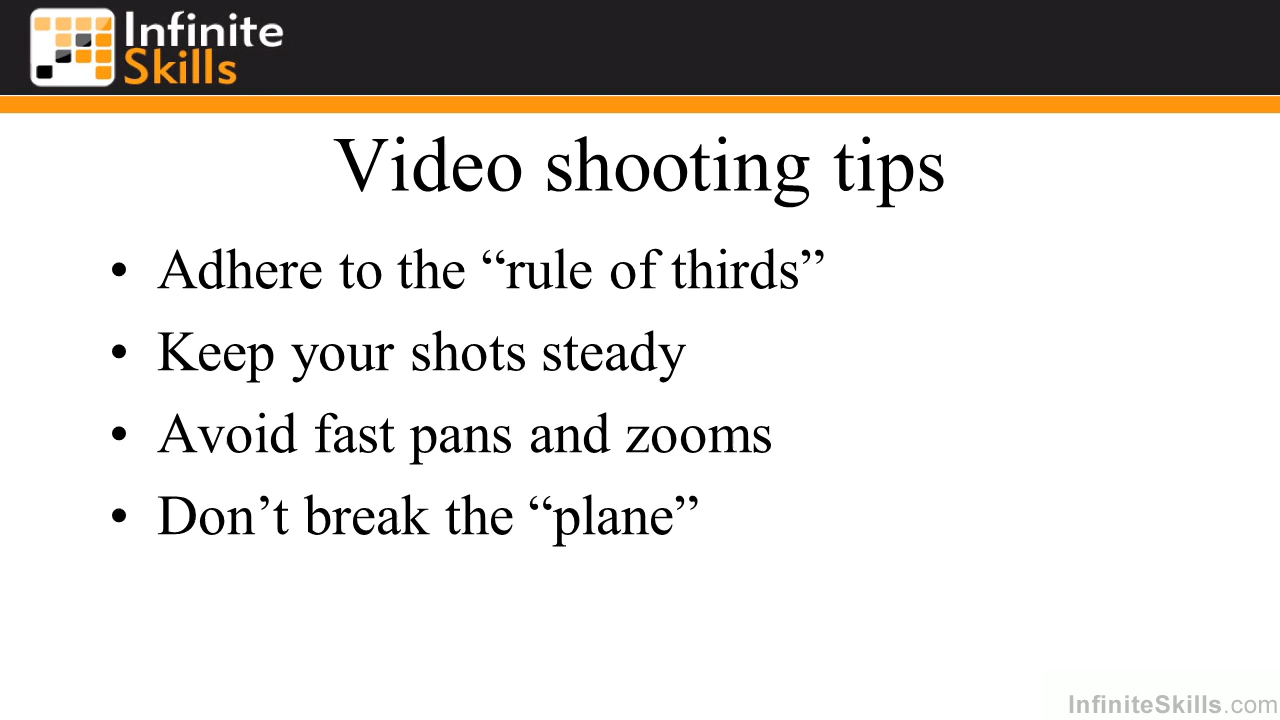 Infinite
Skills
Video shooting tips
• Adhere to the “rule of thirds”
• Keep your shots steady
• Avoid fast pans and zooms
• Don’t break the “plane”
InfiniteSkills.com